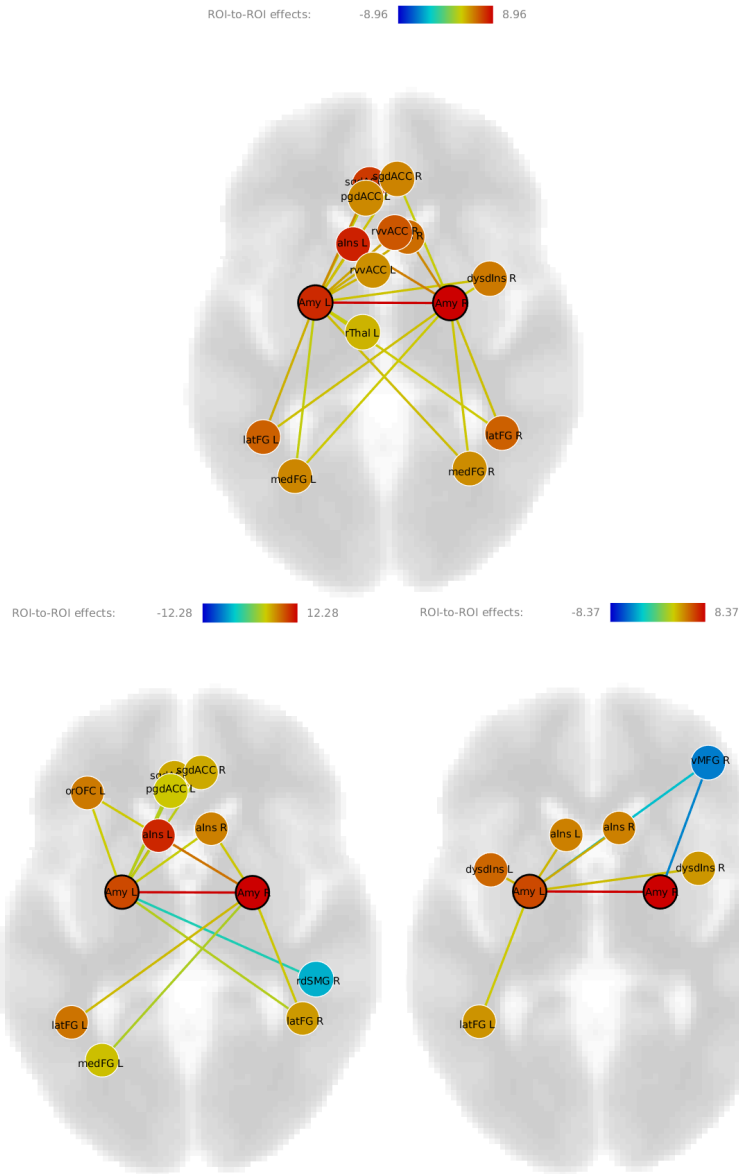 ROI-to-ROI effects: -8.96 8.96
sgdACC R
pgdACC L
rvvACC R
R
aIns L
rvvACC L
dysdIns R
Amy L
Amy R
rThal L
latFG L
latFG R
medFG L
medFG R
ROI-to-ROI effects: -12.28 12.28
ROI-to-ROI effects: -8.37 8.37
sgdACC R
pgdACC L
orOFC L
aIns R
aIns L
Amy L
Amy R
rdSMG R
latFG L
latFG R
medFG L
vMFG R
aIns R
aIns L
dysdIns L
dysdIns R
Amy L
Amy R
latFG L